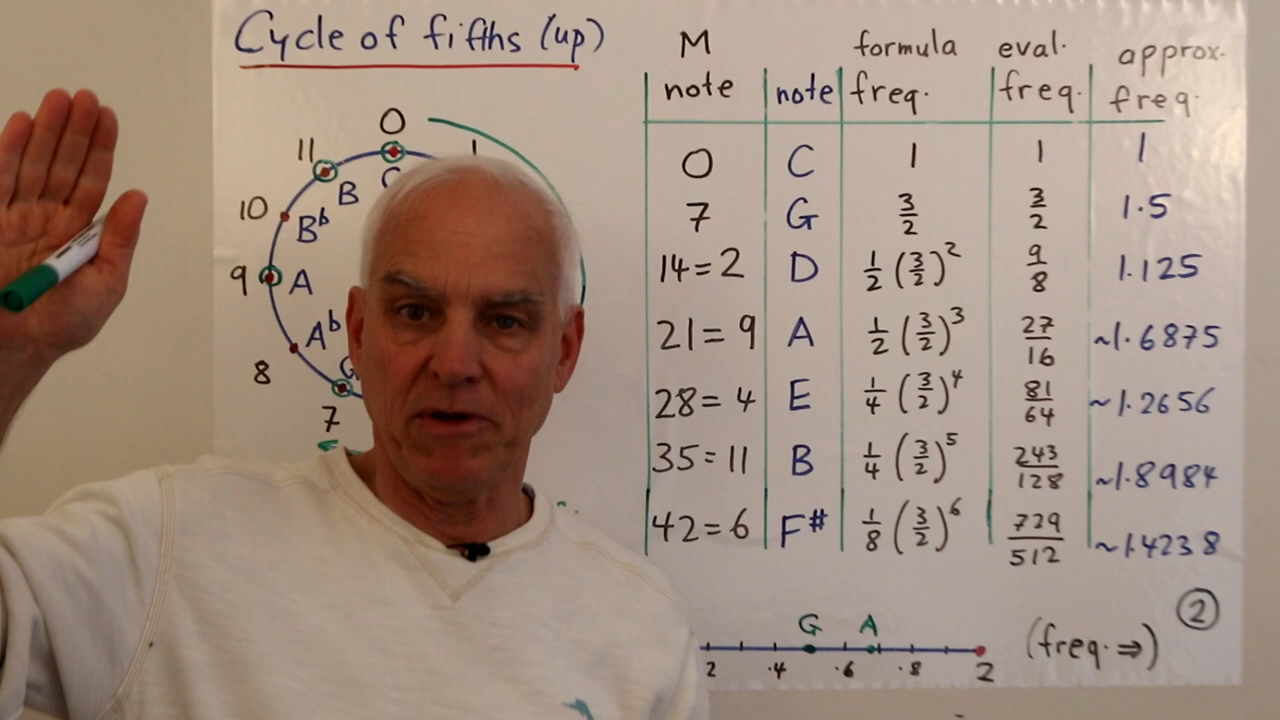 Cycle of fifths (up)
0
1
11
B
C
10
Bb
9 A
Ab
8
G
7
M note | note | formula freq. | eval. freq. | approx. freq.
0 C 1 1 1
7 G 3/2 3/2 1.5
14=2 D 1/2 (3/2)^2 9/8 1.125
21=9 A 1/2 (3/2)^3 27/16 ~1.6875
28=4 E 1/4 (3/2)^4 81/64 ~1.2656
35=11 B 1/4 (3/2)^5 243/128 ~1.8984
42=6 F# 1/8 (3/2)^6 729/512 ~1.4238
2
G A
2 .4 .6 .8 2
(freq. ⇒)